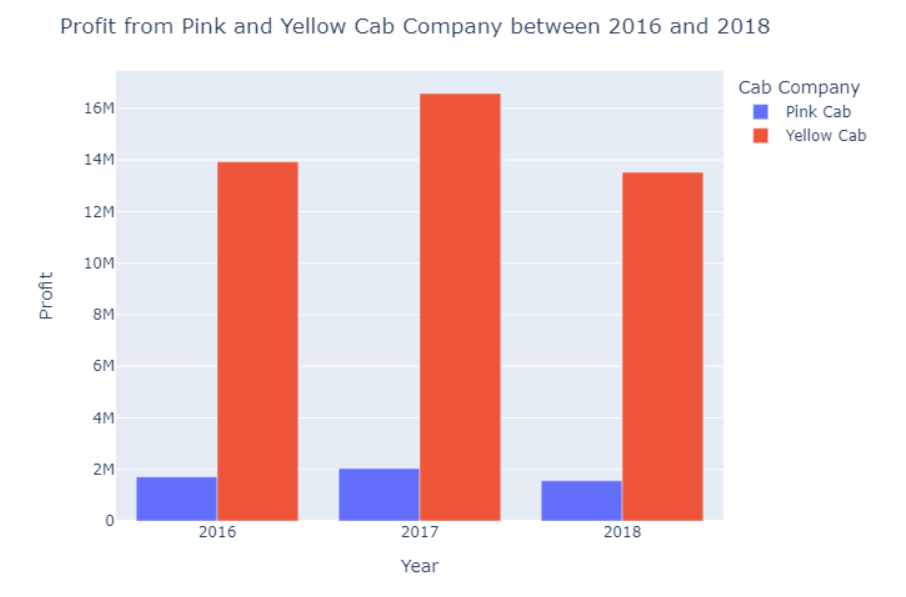 Profit from Pink and Yellow Cab Company between 2016 and 2018
Cab Company
Pink Cab
Yellow Cab
Profit
16M
14M
12M
10M
8M
6M
4M
2M
0
2016 2017 2018
Year